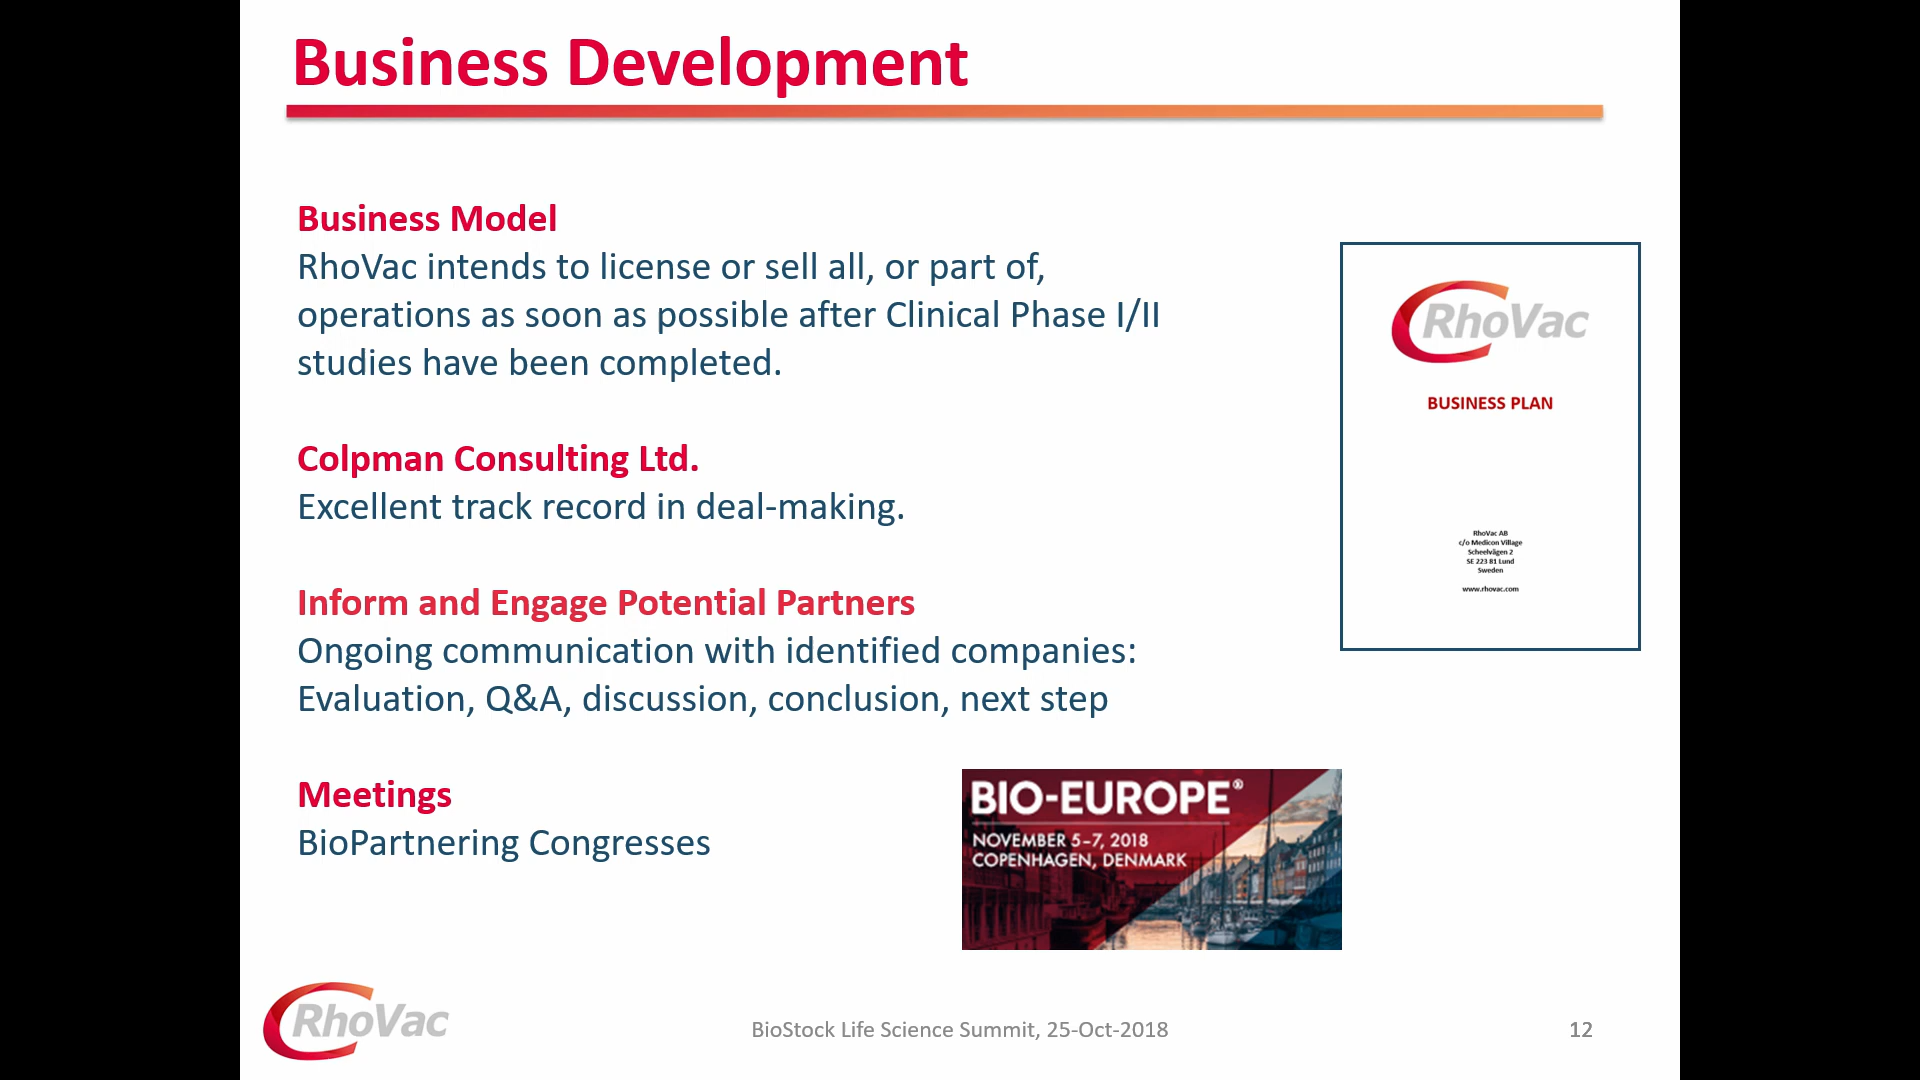 Business Development
Business Model
RhoVac intends to license or sell all, or part of,
operations as soon as possible after Clinical Phase I/II
studies have been completed.
Colpman Consulting Ltd.
Excellent track record in deal-making.
Inform and Engage Potential Partners
Ongoing communication with identified companies:
Evaluation, Q&A, discussion, conclusion, next step
Meetings
BioPartnering Congresses
RhoVac
BUSINESS PLAN
RhoVac AB
c/o Medicon Village
Scheelvägen 2
SE 223 81 Lund
Sweden
www.rhovac.com
BIO-EUROPE®
NOVEMBER 5–7, 2018
COPENHAGEN, DENMARK
RhoVac
BioStock Life Science Summit, 25-Oct-2018
12